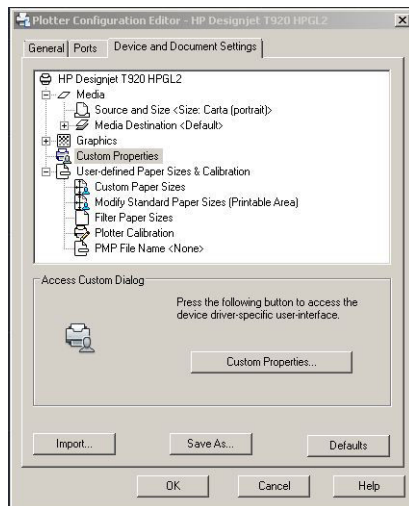 Plotter Configuration Editor - HP Designjet T920 HPGL2
General
Ports
Device and Document Settings
HP Designjet T920 HPGL2
Media
Source and Size <Size: Carta (portrait)>
Media Destination <Default>
Graphics
Custom Properties
User-defined Paper Sizes & Calibration
Custom Paper Sizes
Modify Standard Paper Sizes (Printable Area)
Filter Paper Sizes
Plotter Calibration
PMP File Name <None>
Access Custom Dialog
Press the following button to access the
device driver-specific user-interface.
Custom Properties...
Import...
Save As...
Defaults
OK
Cancel
Help